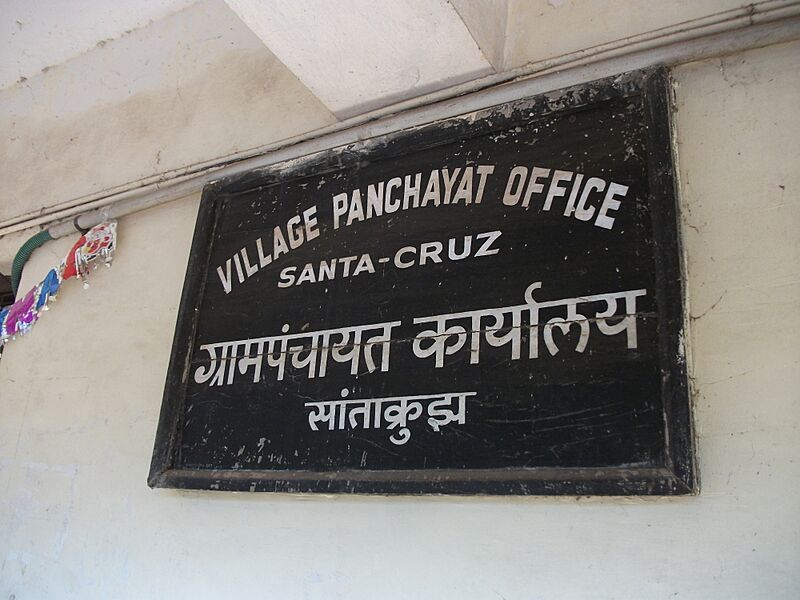 VILLAGE PANCHAYAT OFFICE
SANTA-CRUZ
ग्रामपंचायत कार्यालय
सांताक्रुझ